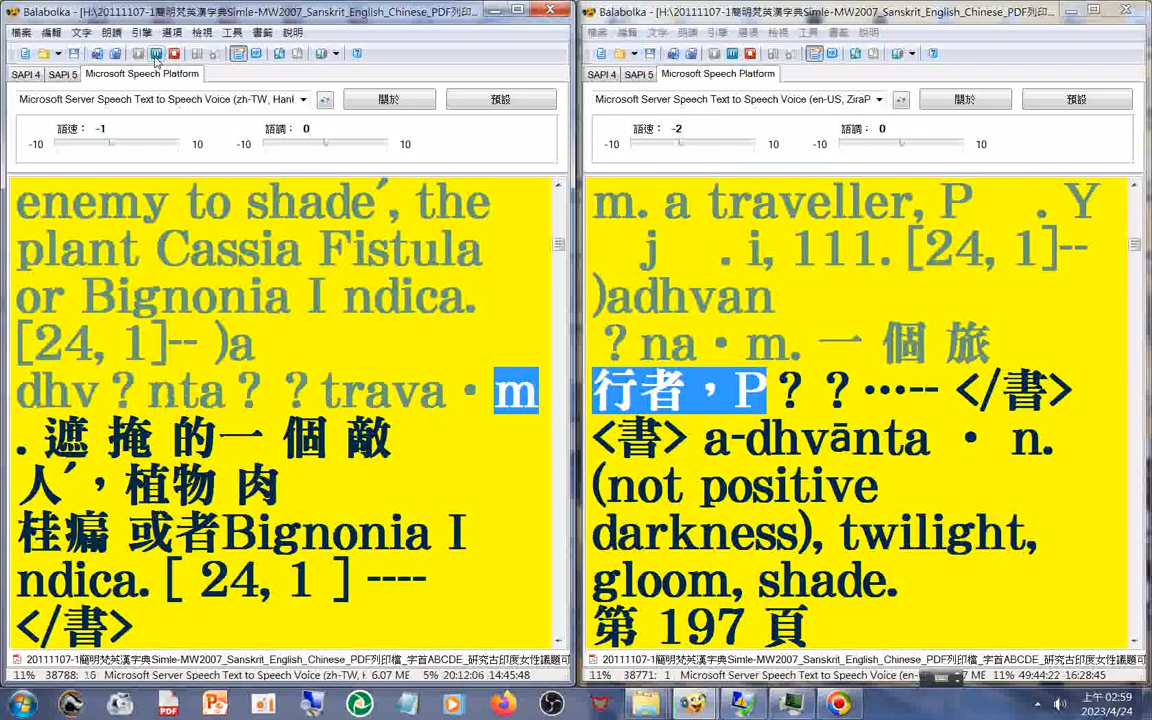 Balabolka - [H:\20111107-1簡明梵英漢字典Simle-MW2007_Sanskrit_English_Chinese_PDF列印...
檔案 編輯 文字 朗讀 引擎 選項 檢視 工具 書籤 說明
SAPI 4 SAPI 5 Microsoft Speech Platform
Microsoft Server Speech Text to Speech Voice (zh-TW, HanI
關於 預設
語速： -1 語調： 0
-10 10 -10 10
enemy to shade′, the
plant Cassia Fistula
or Bignonia I ndica.
[24, 1]-- )a
dhv？nta？？trava・m
. 遮 掩 的一 個 敵
人′，植物 肉
桂瘺 或者Bignonia I
ndica. [ 24, 1 ] ----
</書>
20111107-1簡明梵英漢字典Simle-MW2007_Sanskrit_English_Chinese_PDF列印檔_字首ABCDE_研究古印度女性議題可
11% 38788: 16 Microsoft Server Speech Text to Speech Voice (zh-TW, H 6.07 ME 5% 20:12:06 14:45:48
Balabolka - [H:\20111107-1簡明梵英漢字典Simle-MW2007_Sanskrit_English_Chinese_PDF列印...
檔案 編輯 文字 朗讀 引擎 選項 檢視 工具 書籤 說明
SAPI 4 SAPI 5 Microsoft Speech Platform
Microsoft Server Speech Text to Speech Voice (en-US, ZiraP
關於 預設
語速： -2 語調： 0
-10 10 -10 10
m. a traveller, P . Y
j . i, 111. [24, 1]--
)adhvan
？na・m. 一 個 旅
行者，P？？…-- </書>
<書> a-dhvānta ・ n.
(not positive
darkness), twilight,
gloom, shade.
第 197 頁
20111107-1簡明梵英漢字典Simle-MW2007_Sanskrit_English_Chinese_PDF列印檔_字首ABCDE_研究古印度女性議題可
11% 38771: 1 Microsoft Server Speech Text to Speech Voice (en-U 11% 49:44:22 16:28:45
上午 02:59
2023/4/24